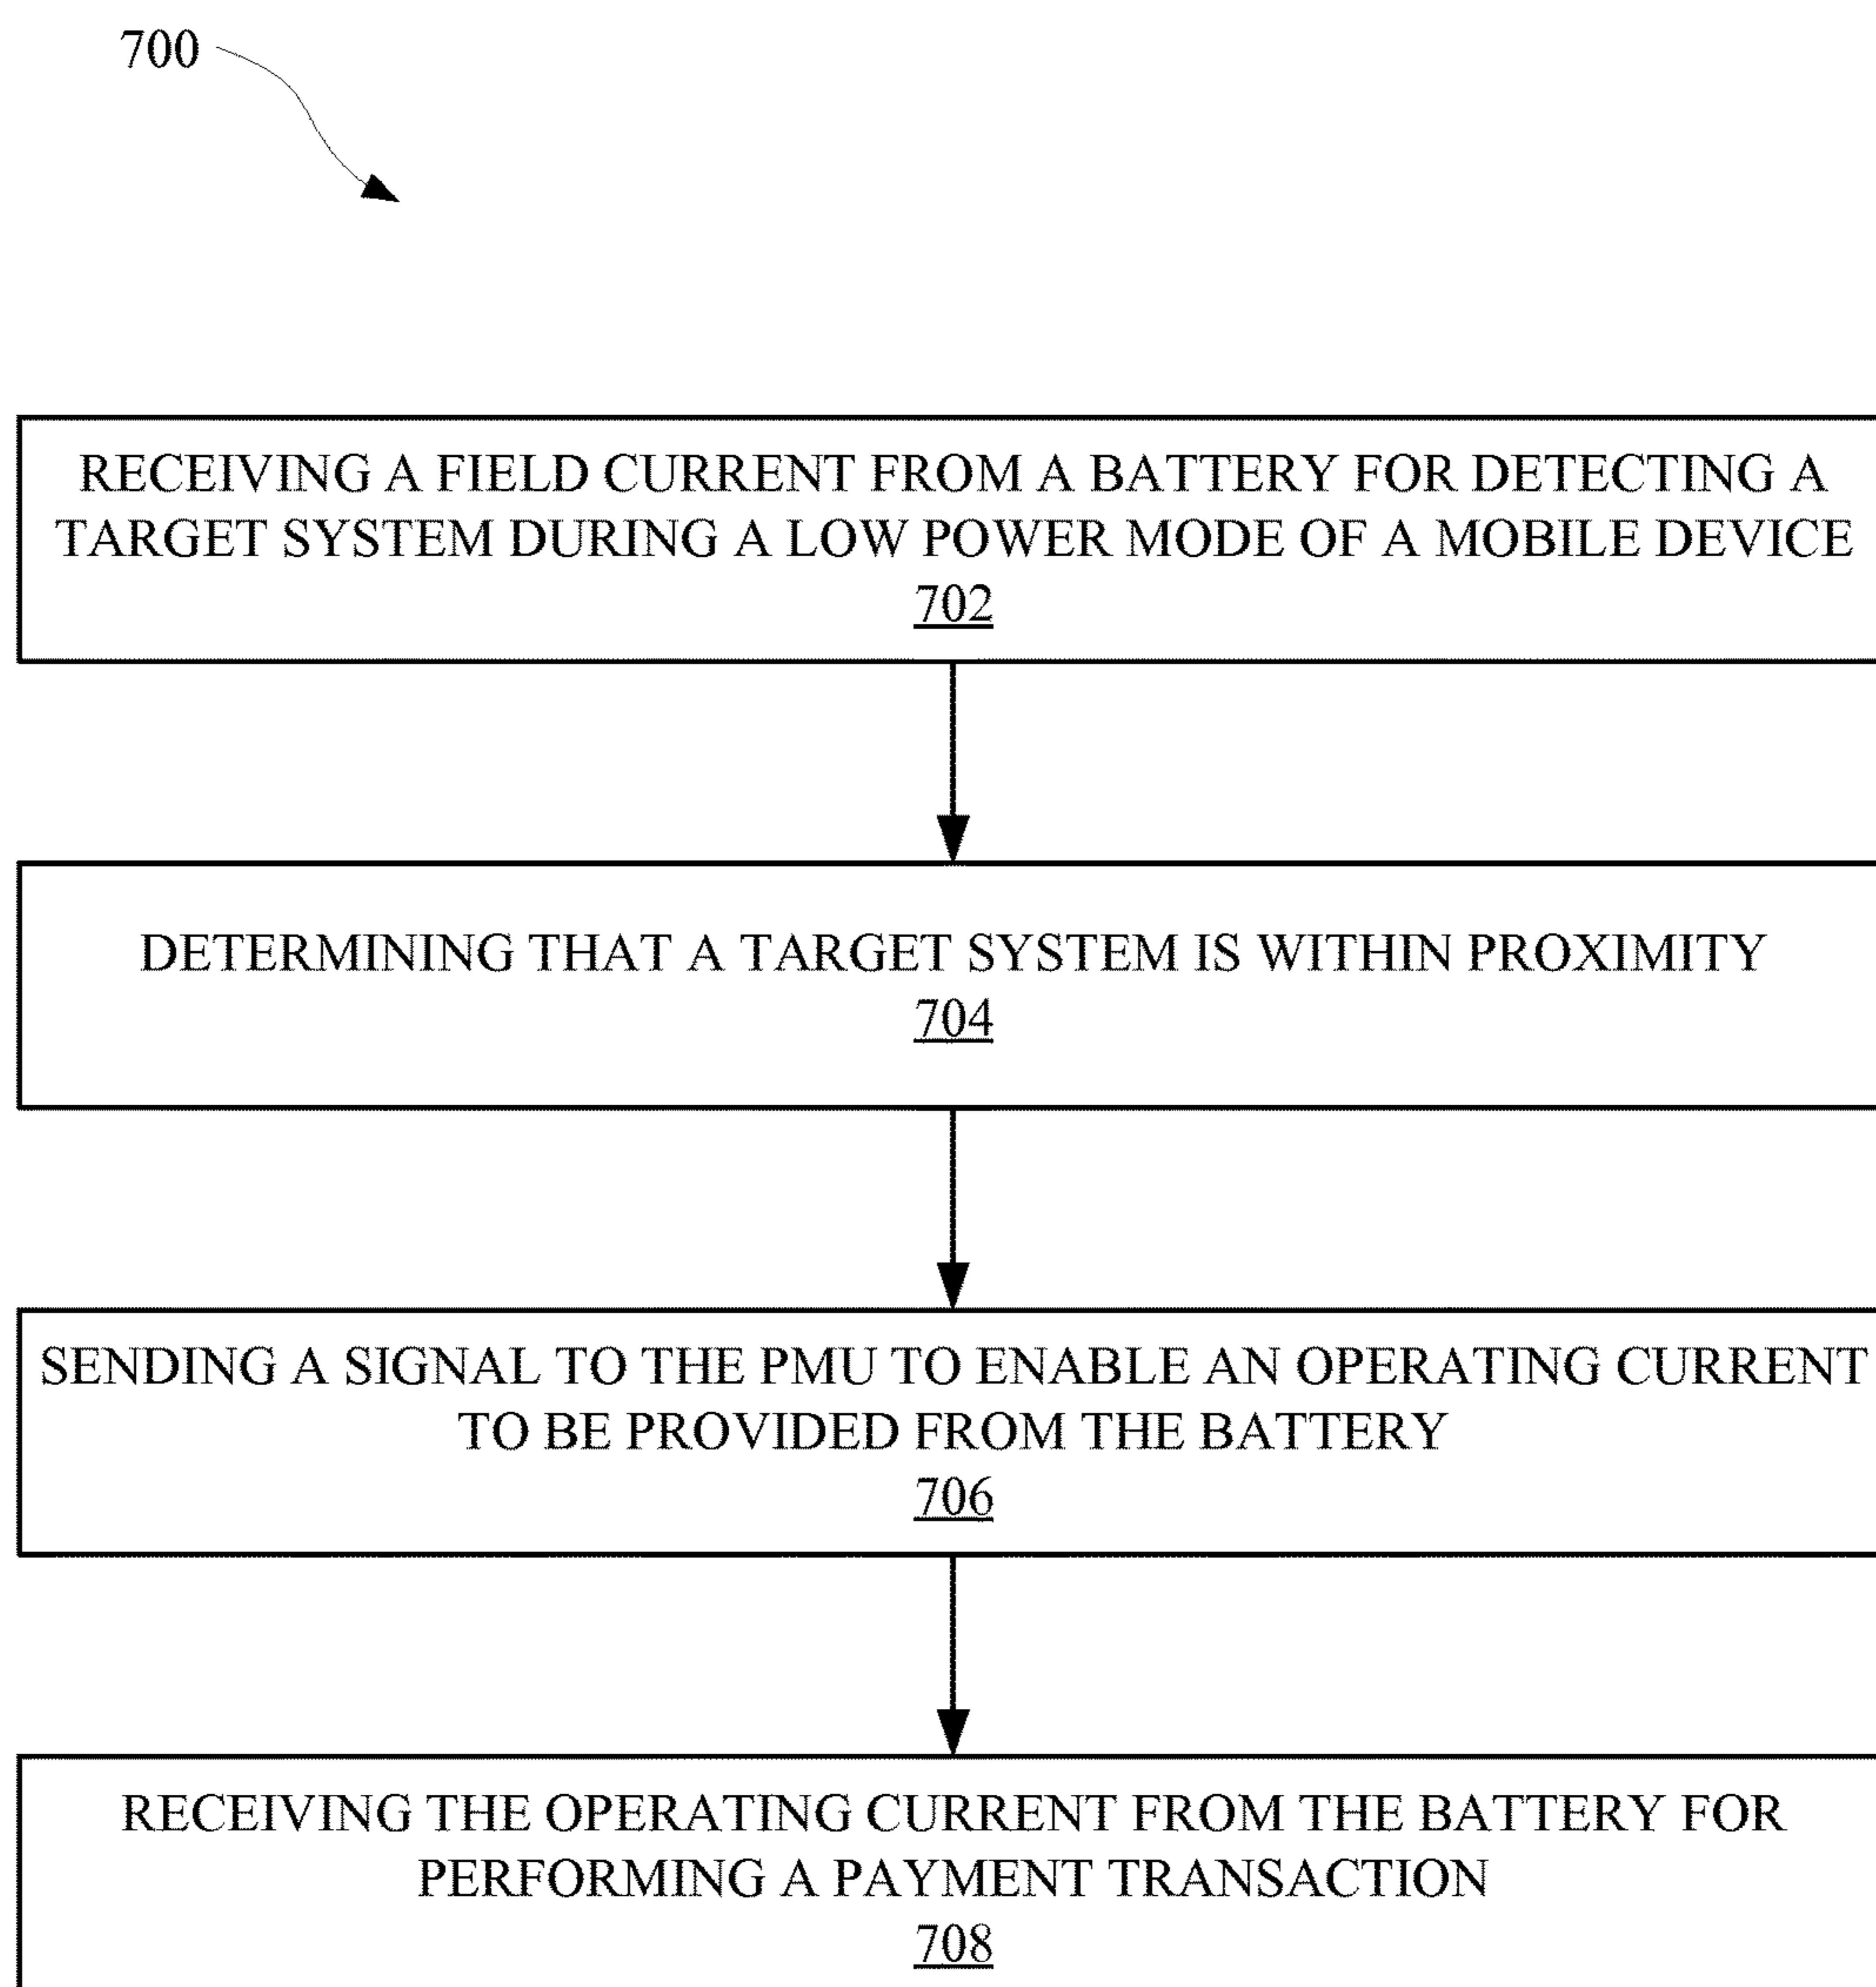 700
RECEIVING A FIELD CURRENT FROM A BATTERY FOR DETECTING A
TARGET SYSTEM DURING A LOW POWER MODE OF A MOBILE DEVICE
702
DETERMINING THAT A TARGET SYSTEM IS WITHIN PROXIMITY
704
SENDING A SIGNAL TO THE PMU TO ENABLE AN OPERATING CURRENT
TO BE PROVIDED FROM THE BATTERY
706
RECEIVING THE OPERATING CURRENT FROM THE BATTERY FOR
PERFORMING A PAYMENT TRANSACTION
708